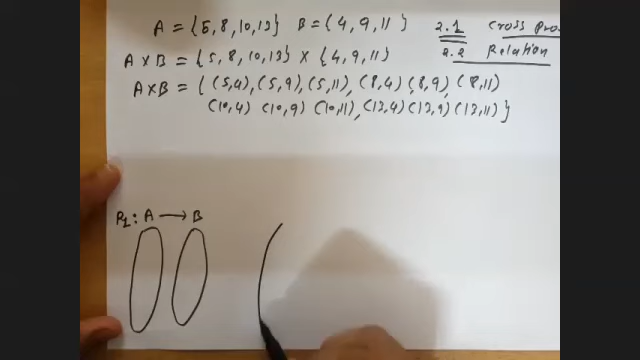 A = {5, 8, 10, 13} B = {4, 9, 11}
2.1 Cross
2.2 Relation
A × B = {5, 8, 10, 13} × {4, 9, 11}
A × B = { (5,4), (5,9), (5,11), (8,4), (8,9), (8,11)
(10,4) (10,9) (10,11), (13,4) (13,9) (13,11) }
R1 : A → B